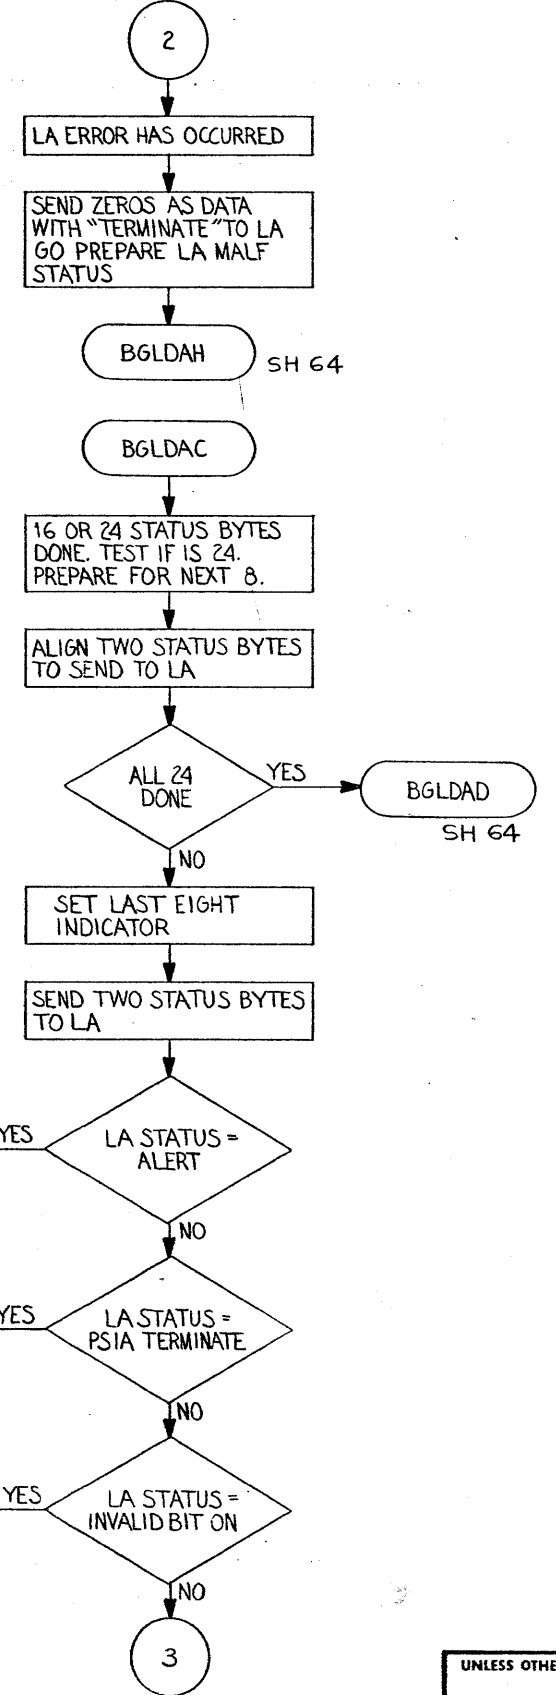 2
LA ERROR HAS OCCURRED
SEND ZEROS AS DATA
WITH "TERMINATE" TO LA
GO PREPARE LA MALF
STATUS
BGLDAH
SH 64
BGLDAC
16 OR 24 STATUS BYTES
DONE. TEST IF IS 24.
PREPARE FOR NEXT 8.
ALIGN TWO STATUS BYTES
TO SEND TO LA
ALL 24
DONE
YES
BGLDAD
SH 64
NO
SET LAST EIGHT
INDICATOR
SEND TWO STATUS BYTES
TO LA
YES
LA STATUS =
ALERT
NO
YES
LA STATUS =
PSIA TERMINATE
NO
YES
LA STATUS =
INVALID BIT ON
NO
3
UNLESS OTHE